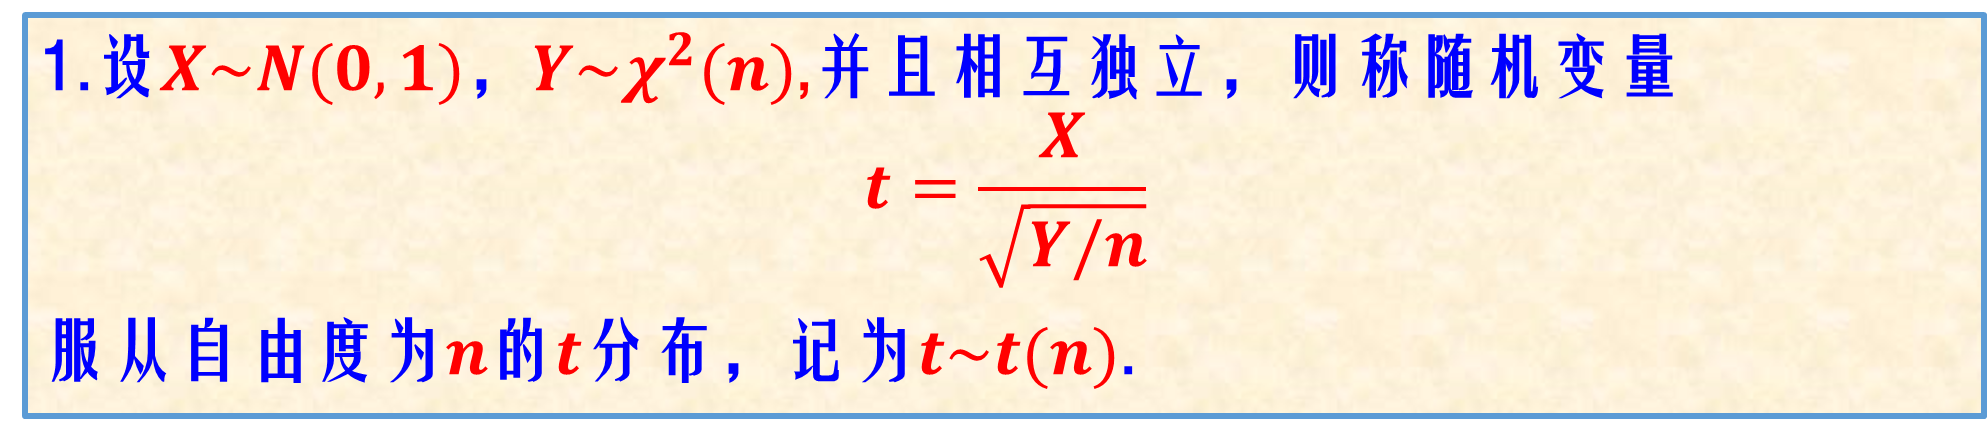 1.设X~N(0,1)，Y~χ²(n),并且相互独立，则称随机变量
t = X / √(Y/n)
服从自由度为n的t分布，记为t~t(n).